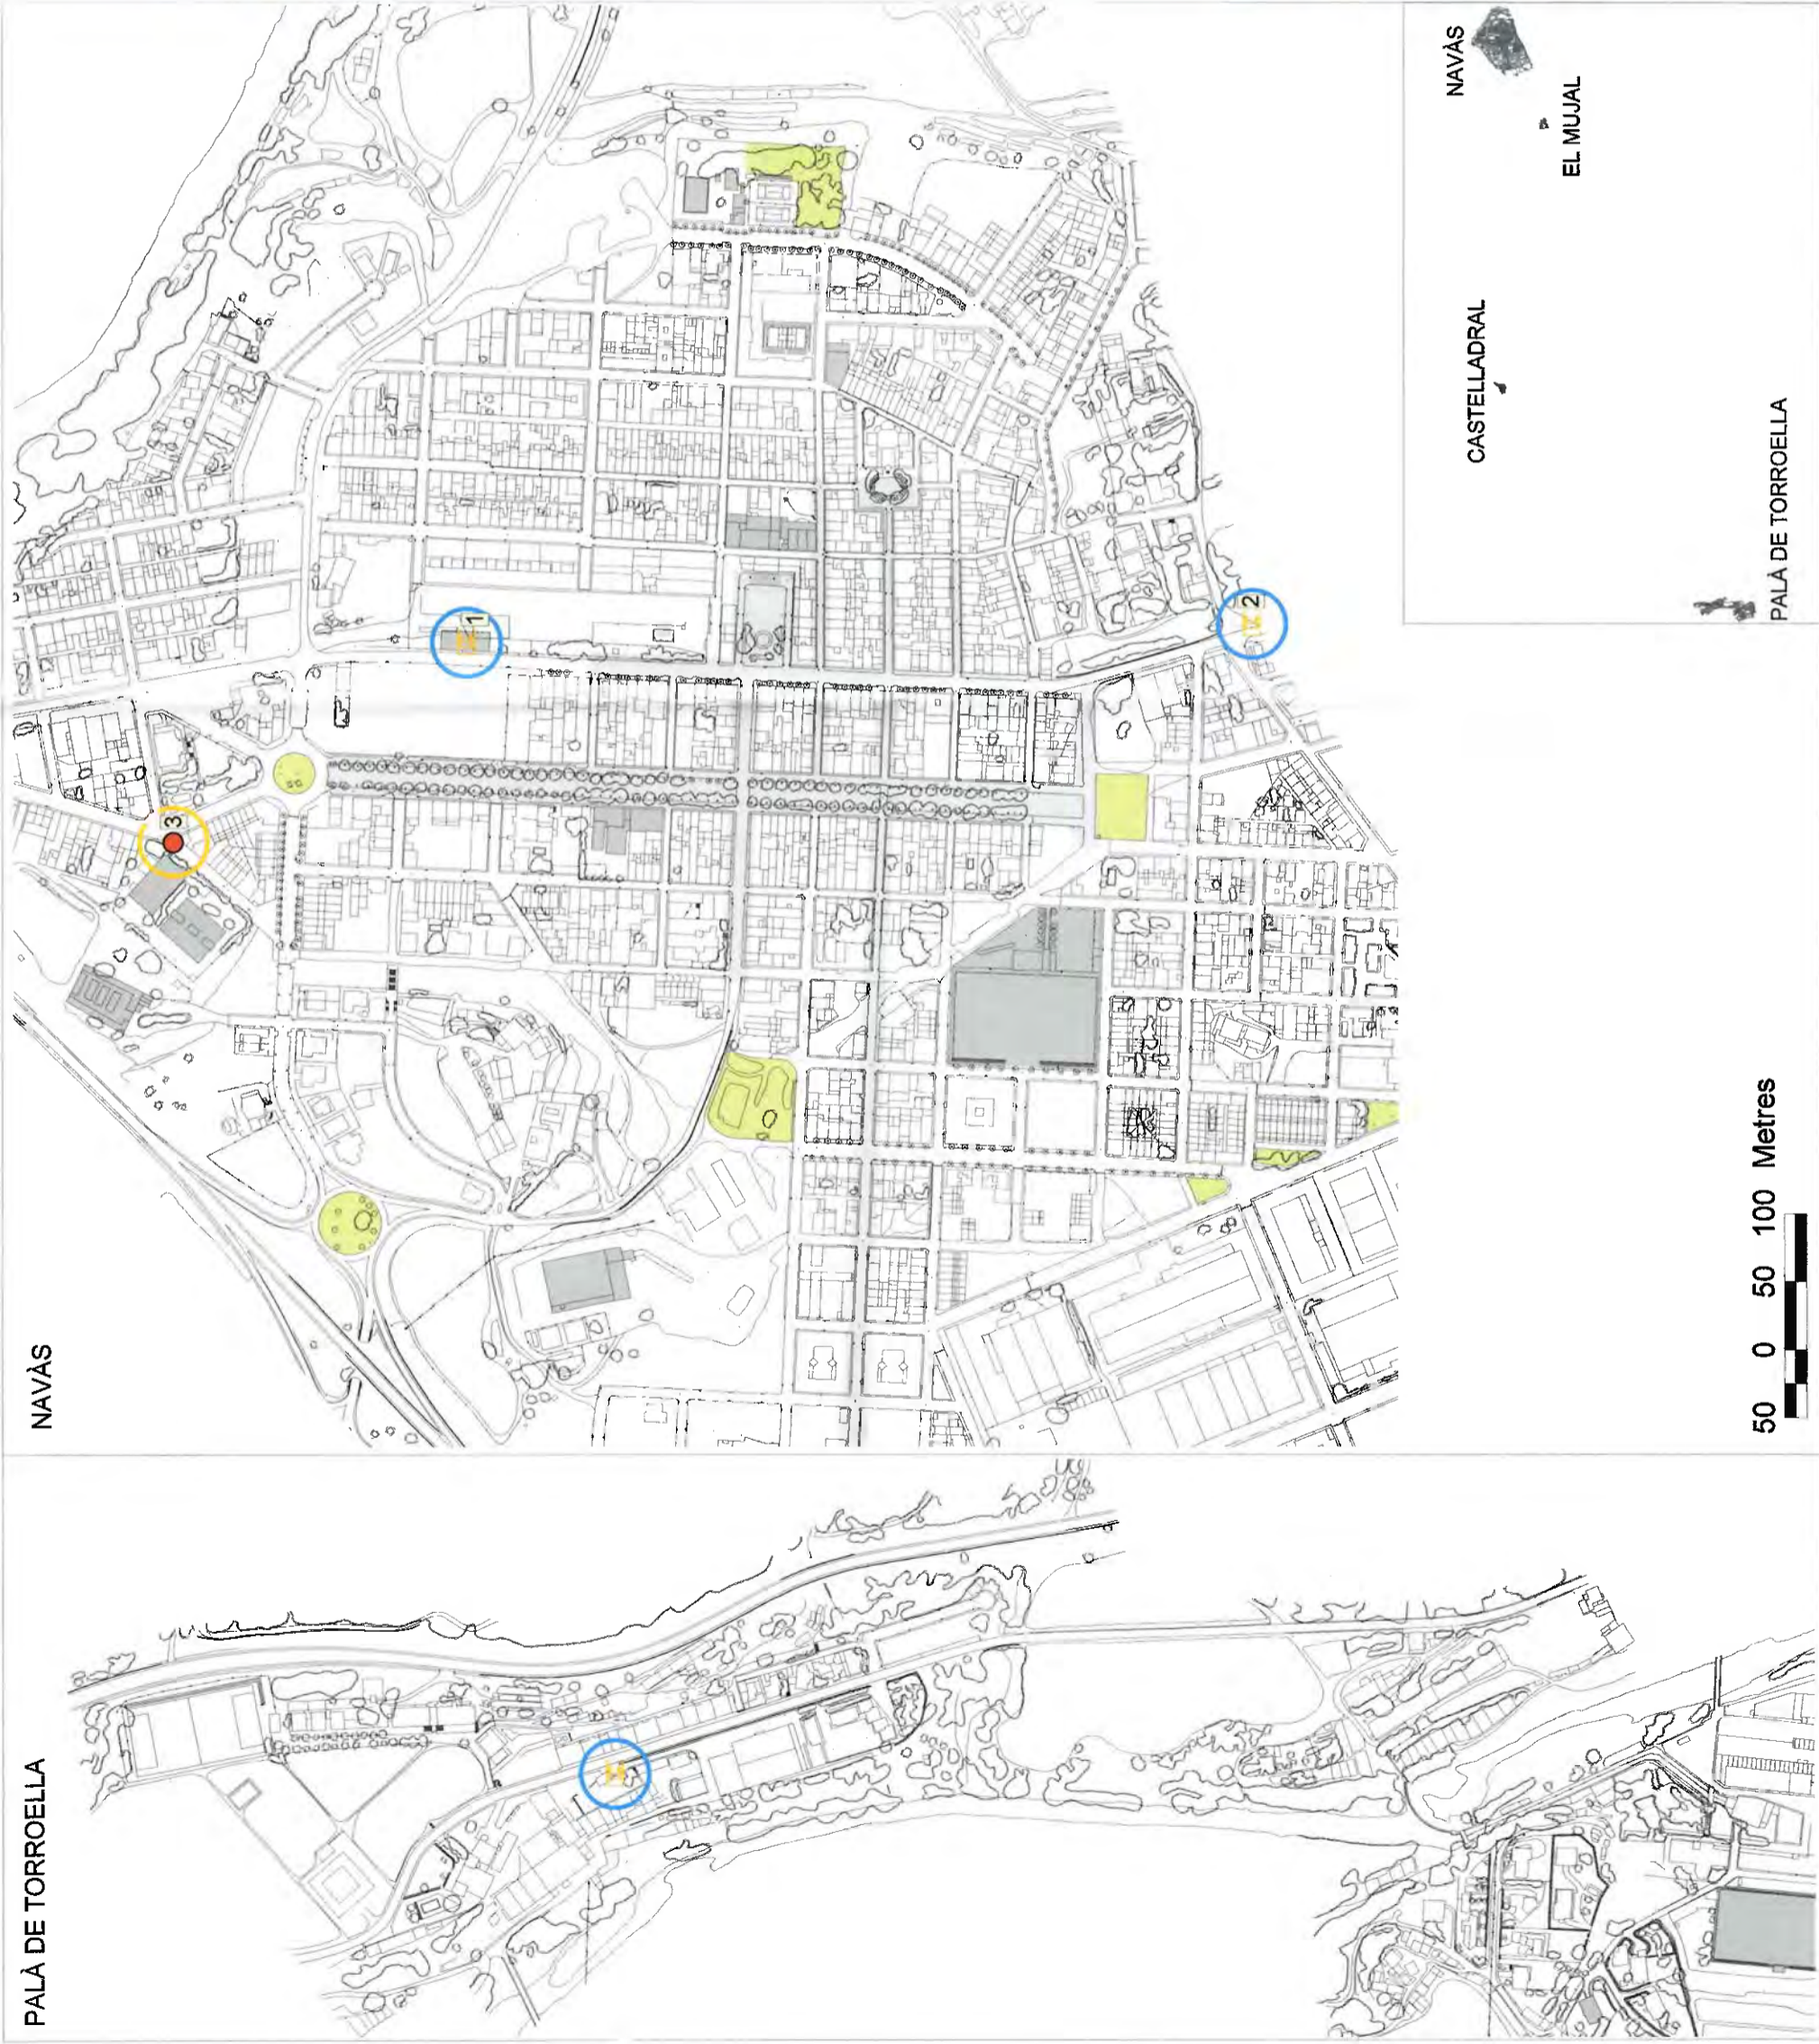 PALÀ DE TORROELLA
NAVÀS
3
1
2
NAVÀS
EL MUJAL
CASTELLADRAL
PALÀ DE TORROELLA
50 0 50 100 Metres